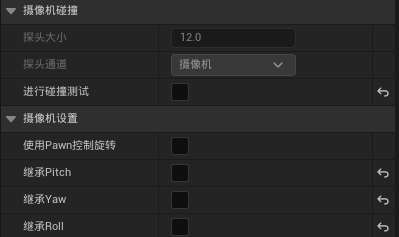 摄像机碰撞
探头大小 12.0
探头通道 摄像机
进行碰撞测试
摄像机设置
使用Pawn控制旋转
继承Pitch
继承Yaw
继承Roll